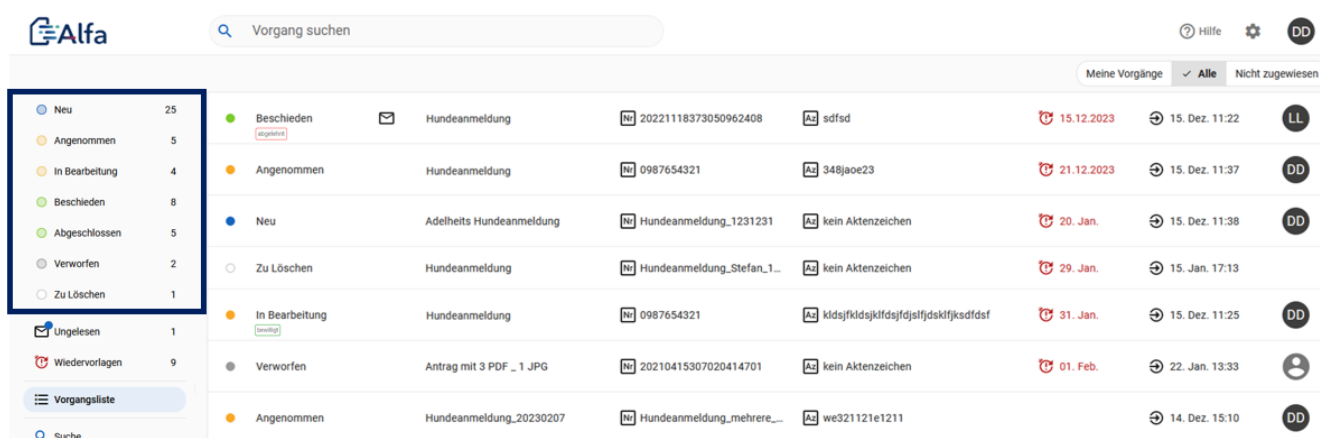 Alfa
Vorgang suchen
Hilfe
DD
Meine Vorgänge Alle Nicht zugewiesen
Neu 25
Angenommen 5
In Bearbeitung 4
Beschieden 8
Abgeschlossen 5
Verworfen 2
Zu Löschen 1
Ungelesen 1
Wiedervorlagen 9
Vorgangsliste
Suche
Beschieden Hundeanmeldung Nr 20221118373050962408 Az sdfsd 15.12.2023 15. Dez. 11:22 LL
abgelehnt
Angenommen Hundeanmeldung Nr 0987654321 Az 348jaoe23 21.12.2023 15. Dez. 11:37 DD
Neu Adelheits Hundeanmeldung Nr Hundeanmeldung_1231231 Az kein Aktenzeichen 20. Jan. 15. Dez. 11:38 DD
Zu Löschen Hundeanmeldung Nr Hundeanmeldung_Stefan_1... Az kein Aktenzeichen 29. Jan. 15. Jan. 17:13
In Bearbeitung Hundeanmeldung Nr 0987654321 Az kldsjfkldsjklfdsjfdjslfjdsklfjksdfdsf 31. Jan. 15. Dez. 11:25 DD
bewilligt
Verworfen Antrag mit 3 PDF _ 1 JPG Nr 20210415307020414701 Az kein Aktenzeichen 01. Feb. 22. Jan. 13:33
Angenommen Hundeanmeldung_20230207 Nr Hundeanmeldung_mehrere_... Az we321121e1211 14. Dez. 15:10 DD